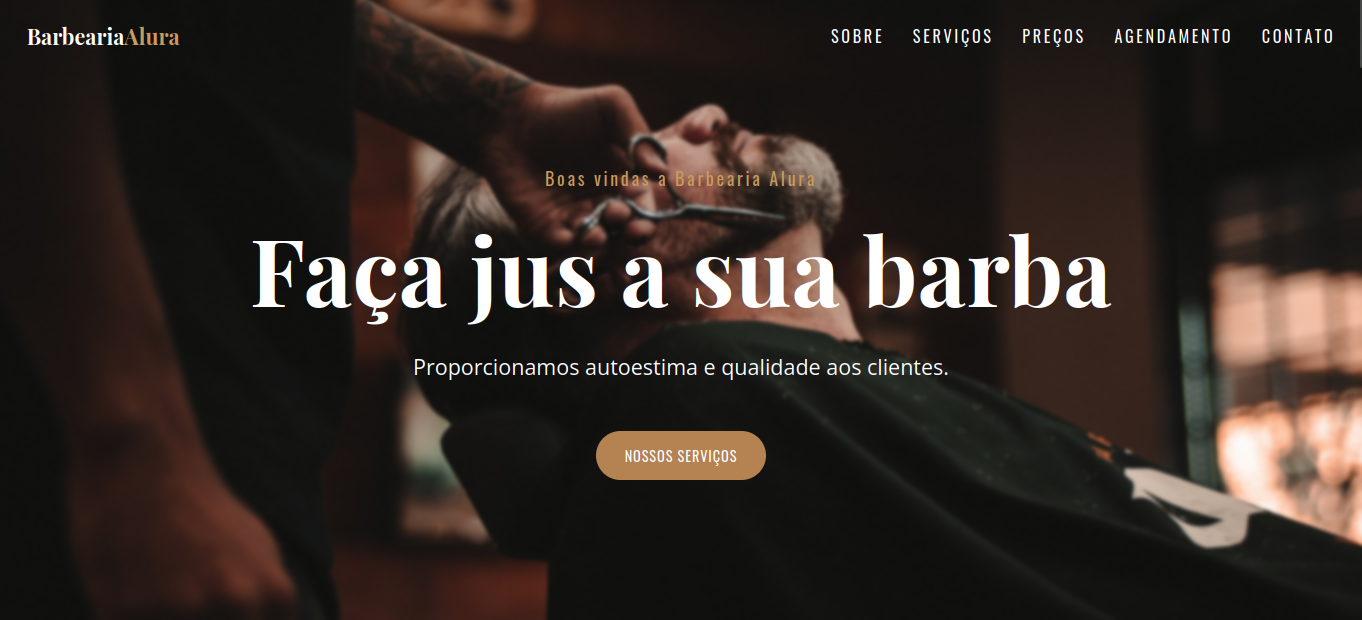 BarbeariaAlura
SOBRE SERVIÇOS PREÇOS AGENDAMENTO CONTATO
Boas vindas a Barbearia Alura
Faça jus a sua barba
Proporcionamos autoestima e qualidade aos clientes.
NOSSOS SERVIÇOS